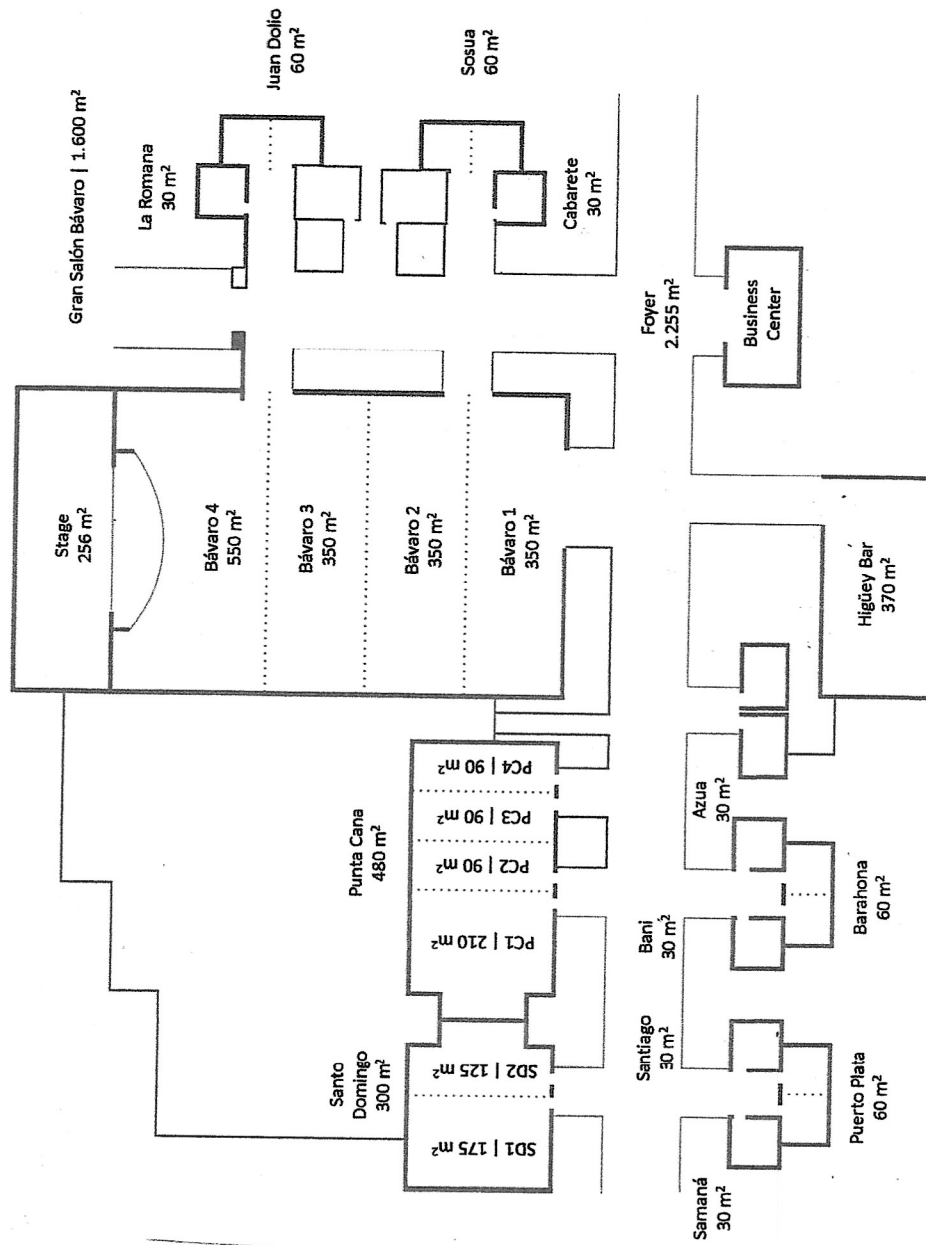 Gran Salón Bávaro | 1.600 m²
Stage
256 m²
Bávaro 4
550 m²
Bávaro 3
350 m²
Bávaro 2
350 m²
Bávaro 1
350 m²
La Romana
30 m²
Juan Dolio
60 m²
Sosua
60 m²
Cabarete
30 m²
Santo
Domingo
300 m²
SD1 | 175 m²
SD2 | 125 m²
Punta Cana
480 m²
PC1 | 210 m²
PC2 | 90 m²
PC3 | 90 m²
PC4 | 90 m²
Foyer
2.255 m²
Business
Center
Higüey Bar
370 m²
Azua
30 m²
Barahona
60 m²
Bani
30 m²
Santiago
30 m²
Puerto Plata
60 m²
Samaná
30 m²